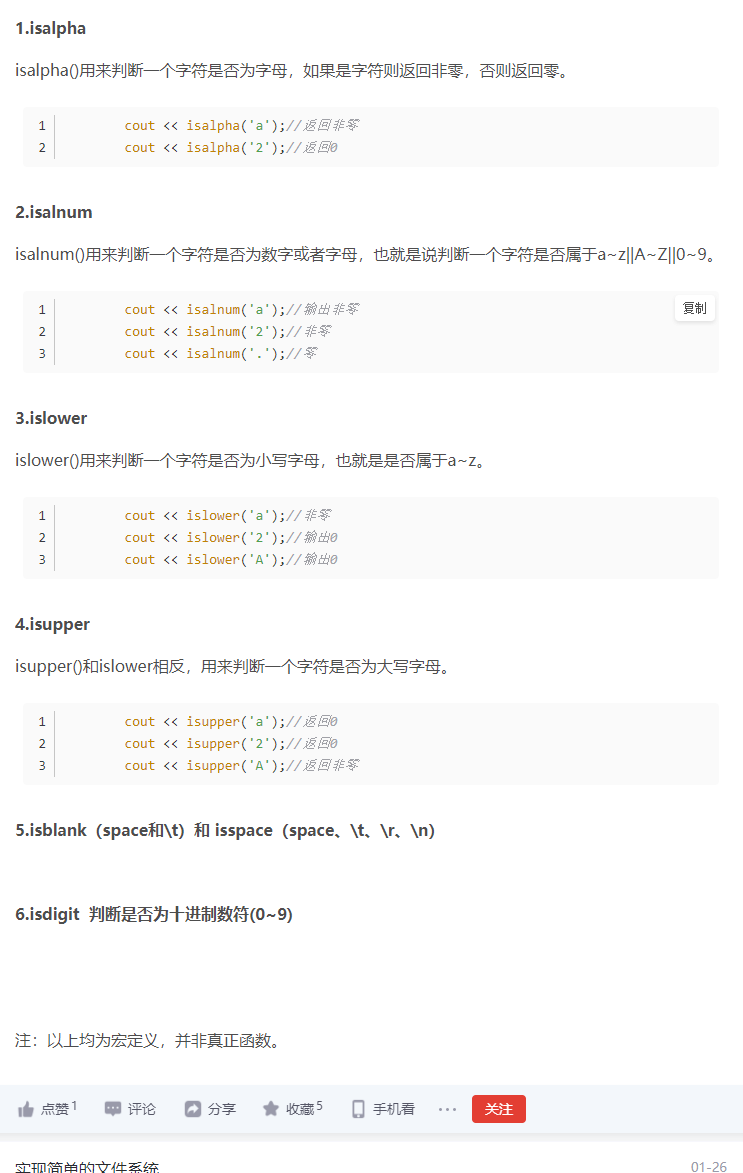 1.isalpha
isalpha()用来判断一个字符是否为字母，如果是字符则返回非零，否则返回零。
1 cout << isalpha('a');//返回非零
2 cout << isalpha('2');//返回0
2.isalnum
isalnum()用来判断一个字符是否为数字或者字母，也就是说判断一个字符是否属于a~z||A~Z||0~9。
1 cout << isalnum('a');//输出非零
复制
2 cout << isalnum('2');//非零
3 cout << isalnum('.');//零
3.islower
islower()用来判断一个字符是否为小写字母，也就是是否属于a~z。
1 cout << islower('a');//非零
2 cout << islower('2');//输出0
3 cout << islower('A');//输出0
4.isupper
isupper()和islower相反，用来判断一个字符是否为大写字母。
1 cout << isupper('a');//返回0
2 cout << isupper('2');//返回0
3 cout << isupper('A');//返回非零
5.isblank（space和\t）和 isspace（space、\t、\r、\n）
6.isdigit 判断是否为十进制数符(0~9)
注：以上均为宏定义，并非真正函数。
点赞1 评论 分享 收藏5 手机看 ··· 关注
实现简单的文件系统 01-26